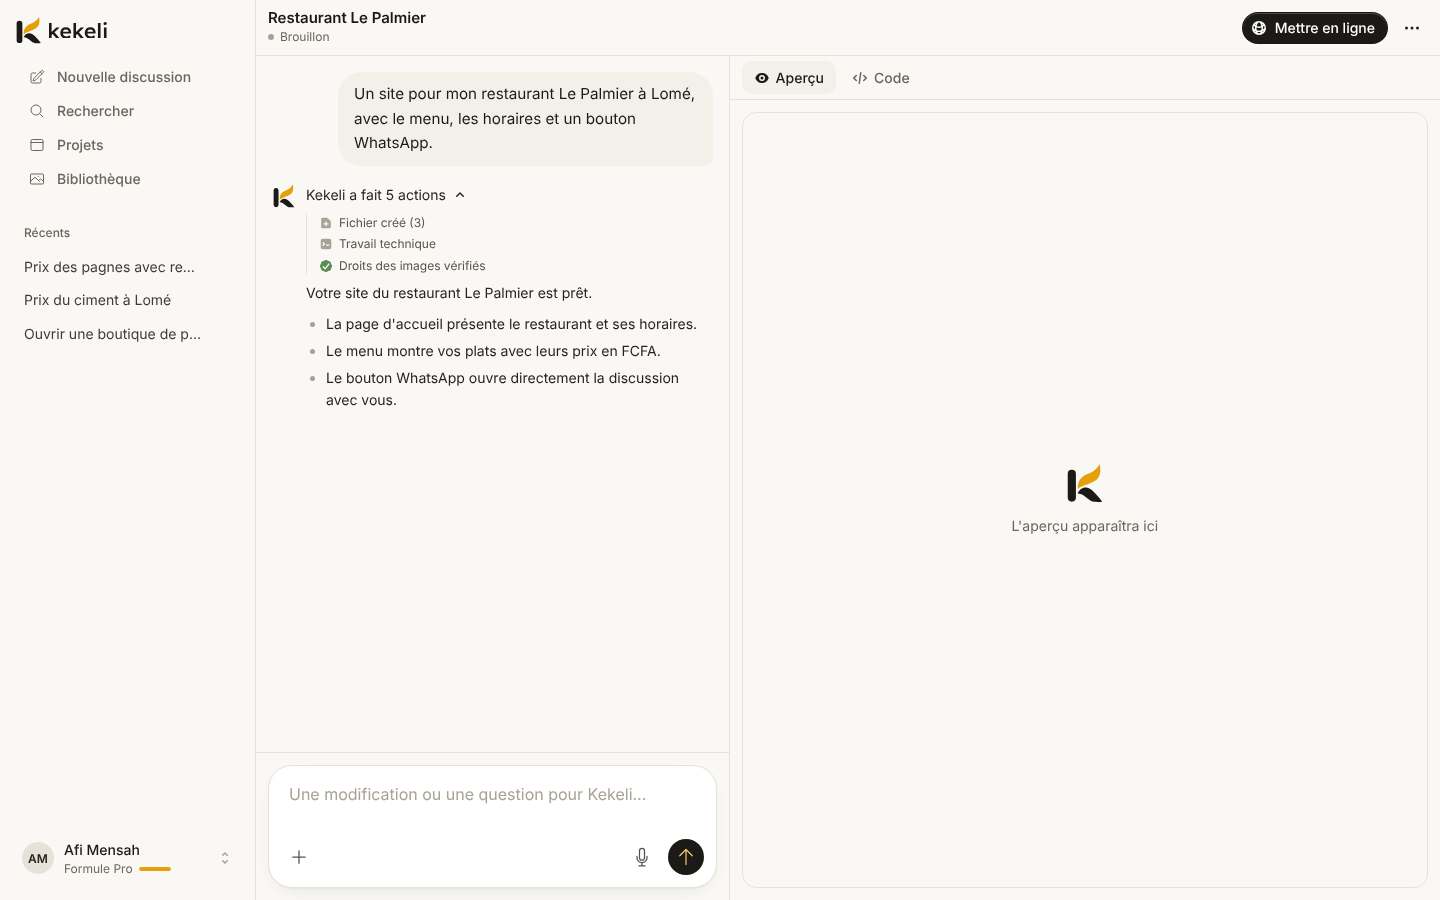 kekeli
Nouvelle discussion
Rechercher
Projets
Bibliothèque
Récents
Prix des pagnes avec re...
Prix du ciment à Lomé
Ouvrir une boutique de p...
AM
Afi Mensah
Formule Pro
Restaurant Le Palmier
Brouillon
Mettre en ligne
Un site pour mon restaurant Le Palmier à Lomé,
avec le menu, les horaires et un bouton
WhatsApp.
Kekeli a fait 5 actions
Fichier créé (3)
Travail technique
Droits des images vérifiés
Votre site du restaurant Le Palmier est prêt.
La page d'accueil présente le restaurant et ses horaires.
Le menu montre vos plats avec leurs prix en FCFA.
Le bouton WhatsApp ouvre directement la discussion
avec vous.
Une modification ou une question pour Kekeli...
Aperçu
Code
L'aperçu apparaîtra ici